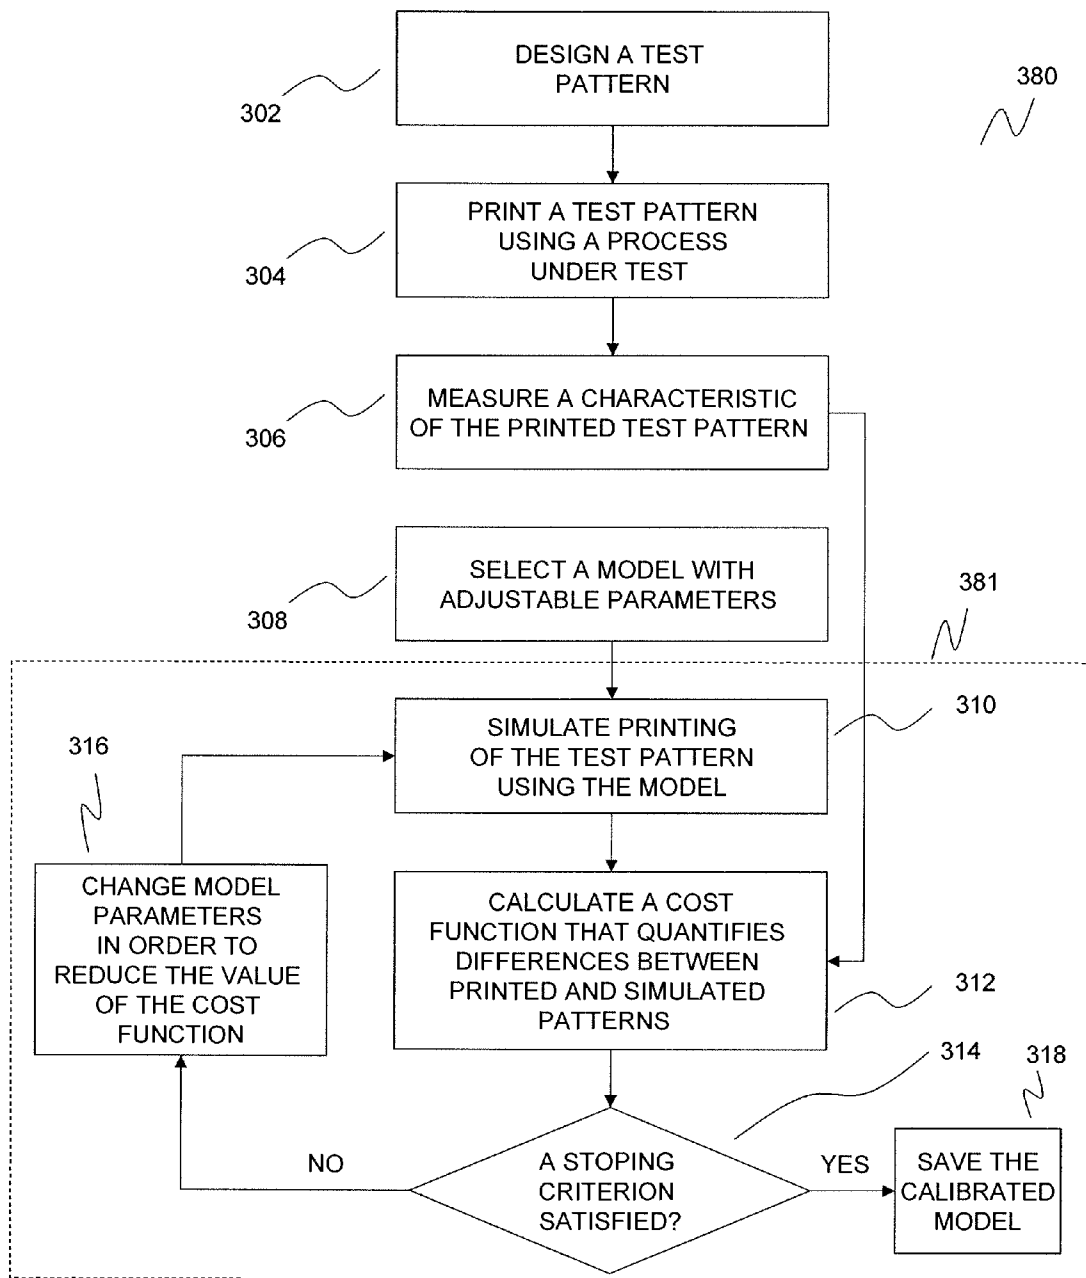 DESIGN A TEST
PATTERN
302
380
PRINT A TEST PATTERN
USING A PROCESS
UNDER TEST
304
MEASURE A CHARACTERISTIC
OF THE PRINTED TEST PATTERN
306
SELECT A MODEL WITH
ADJUSTABLE PARAMETERS
308
381
SIMULATE PRINTING
OF THE TEST PATTERN
USING THE MODEL
310
316
CHANGE MODEL
PARAMETERS
IN ORDER TO
REDUCE THE VALUE
OF THE COST
FUNCTION
CALCULATE A COST
FUNCTION THAT QUANTIFIES
DIFFERENCES BETWEEN
PRINTED AND SIMULATED
PATTERNS
312
314
318
NO
A STOPING
CRITERION
SATISFIED?
YES
SAVE THE
CALIBRATED
MODEL